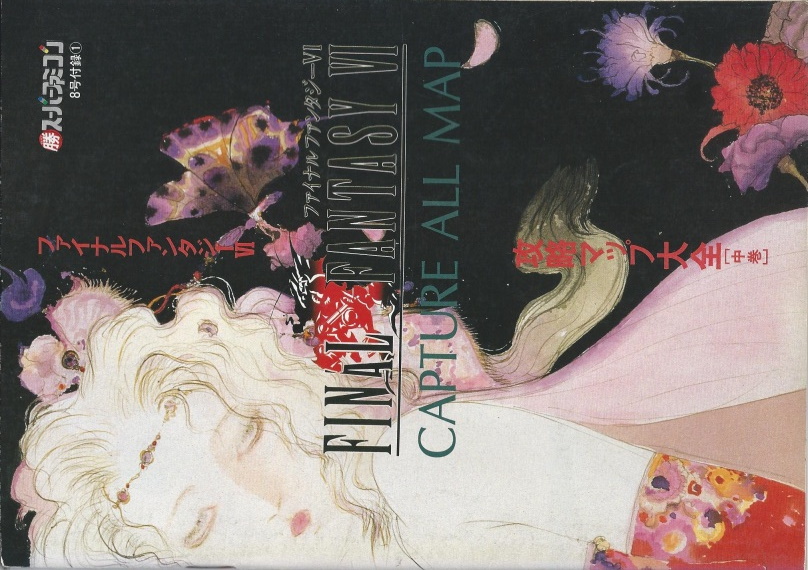 勝スーパーファミコン
8号付録①
ファイナルファンタジーVI
FINAL FANTASY VI
CAPTURE ALL MAP
ファイナルファンタジーVI
攻略マップ大全[中巻]